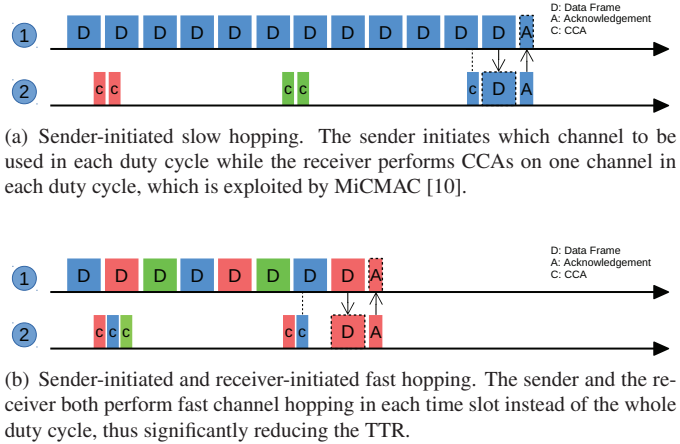 D: Data Frame
A: Acknowledgement
C: CCA
1 D D D D D D D D D D D D A
2 c c c c c D A
(a) Sender-initiated slow hopping. The sender initiates which channel to be
used in each duty cycle while the receiver performs CCAs on one channel in
each duty cycle, which is exploited by MiCMAC [10].
D: Data Frame
A: Acknowledgement
C: CCA
1 D D D D D D D D A
2 c c c c c D A
(b) Sender-initiated and receiver-initiated fast hopping. The sender and the re-
ceiver both perform fast channel hopping in each time slot instead of the whole
duty cycle, thus significantly reducing the TTR.